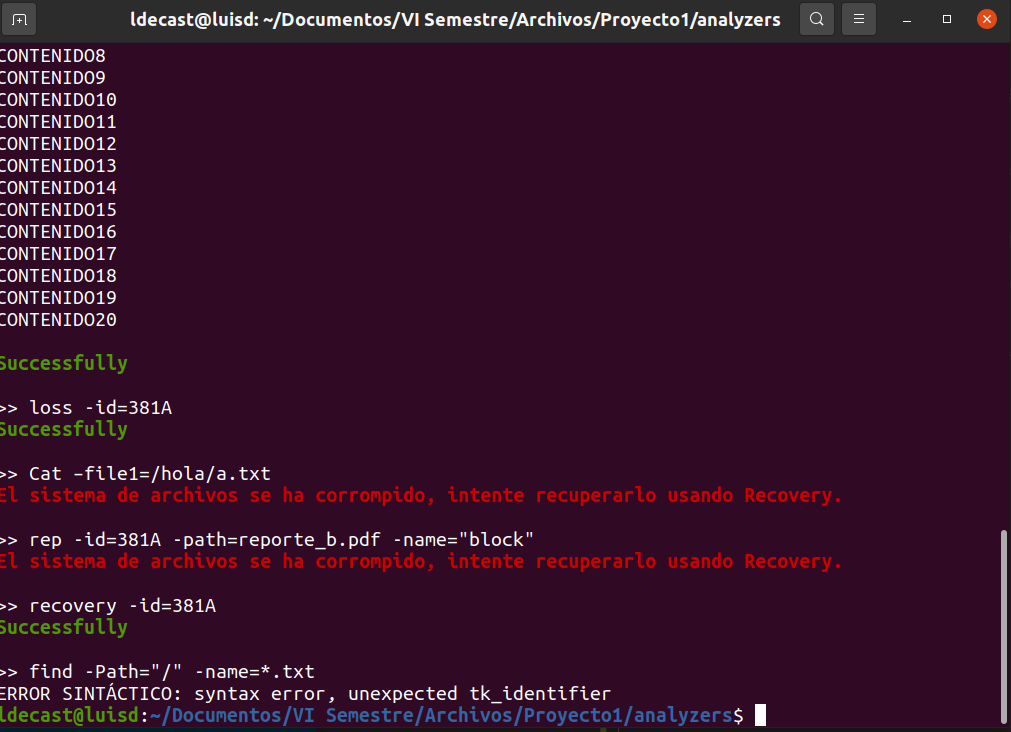 ldecast@luisd: ~/Documentos/VI Semestre/Archivos/Proyecto1/analyzers
CONTENIDO8
CONTENIDO9
CONTENIDO10
CONTENIDO11
CONTENIDO12
CONTENIDO13
CONTENIDO14
CONTENIDO15
CONTENIDO16
CONTENIDO17
CONTENIDO18
CONTENIDO19
CONTENIDO20
Successfully
>> loss -id=381A
Successfully
>> Cat –file1=/hola/a.txt
El sistema de archivos se ha corrompido, intente recuperarlo usando Recovery.
>> rep -id=381A -path=reporte_b.pdf -name="block"
El sistema de archivos se ha corrompido, intente recuperarlo usando Recovery.
>> recovery -id=381A
Successfully
>> find -Path="/" -name=*.txt
ERROR SINTÁCTICO: syntax error, unexpected tk_identifier
ldecast@luisd:~/Documentos/VI Semestre/Archivos/Proyecto1/analyzers$